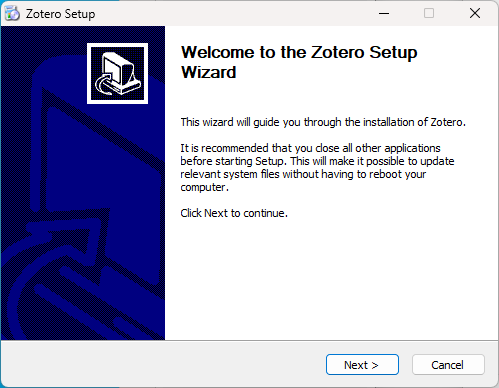 Zotero Setup
Welcome to the Zotero Setup
Wizard
This wizard will guide you through the installation of Zotero.
It is recommended that you close all other applications
before starting Setup. This will make it possible to update
relevant system files without having to reboot your
computer.
Click Next to continue.
Next >
Cancel